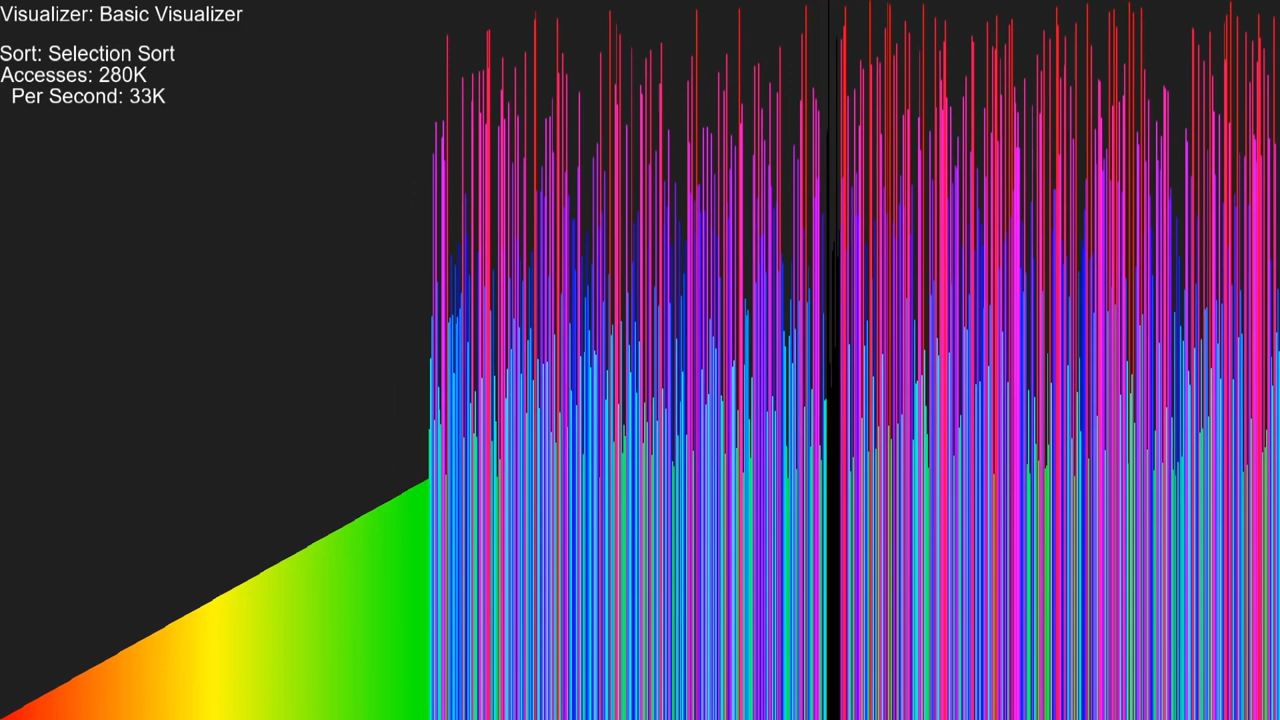 Visualizer: Basic Visualizer
Sort: Selection Sort
Accesses: 280K
Per Second: 33K